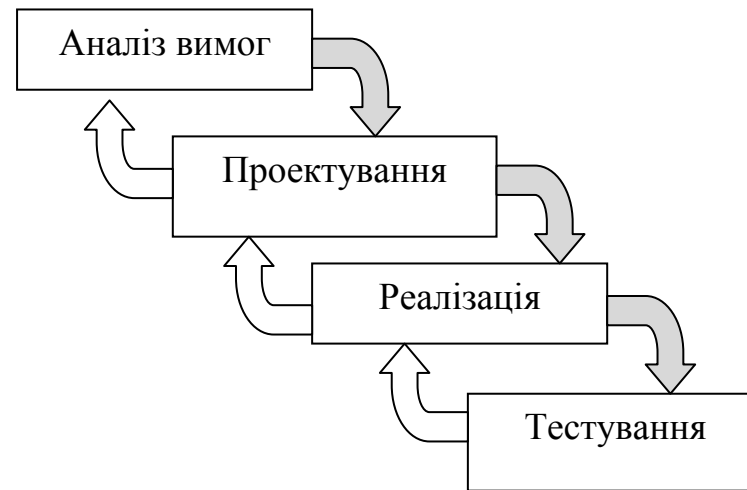 Аналіз вимог
Проектування
Реалізація
Тестування